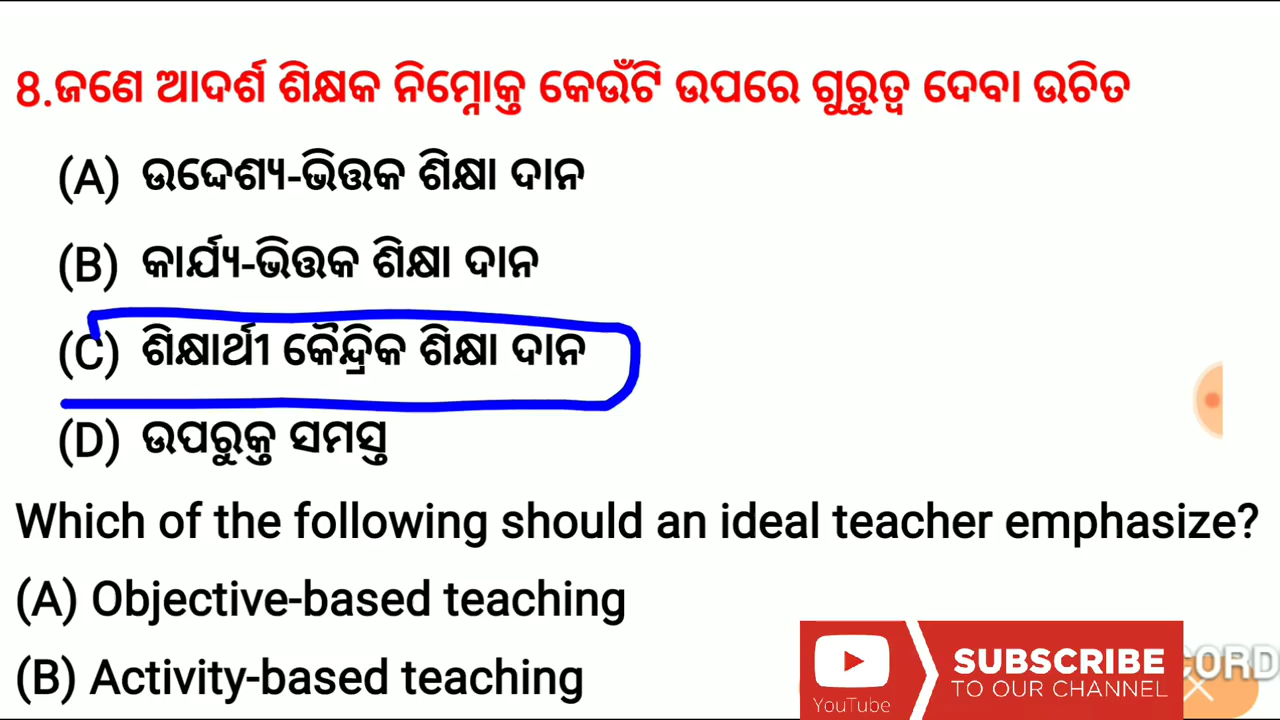 ୫.ଜଣେ ଆଦର୍ଶ ଶିକ୍ଷକ ନିମ୍ନୋକ୍ତ କେଉଁଟି ଉପରେ ଗୁରୁତ୍ୱ ଦେବା ଉଚିତ
(A) ଉଦ୍ଦେଶ୍ୟ-ଭିତ୍ତକ ଶିକ୍ଷା ଦାନ
(B) କାର୍ଯ୍ୟ-ଭିତ୍ତକ ଶିକ୍ଷା ଦାନ
(C) ଶିକ୍ଷାର୍ଥୀ କୈନ୍ଦ୍ରିକ ଶିକ୍ଷା ଦାନ
(D) ଉପରୁକ୍ତ ସମସ୍ତ
Which of the following should an ideal teacher emphasize?
(A) Objective-based teaching
(B) Activity-based teaching
YouTube
SUBSCRIBE
TO OUR CHANNEL